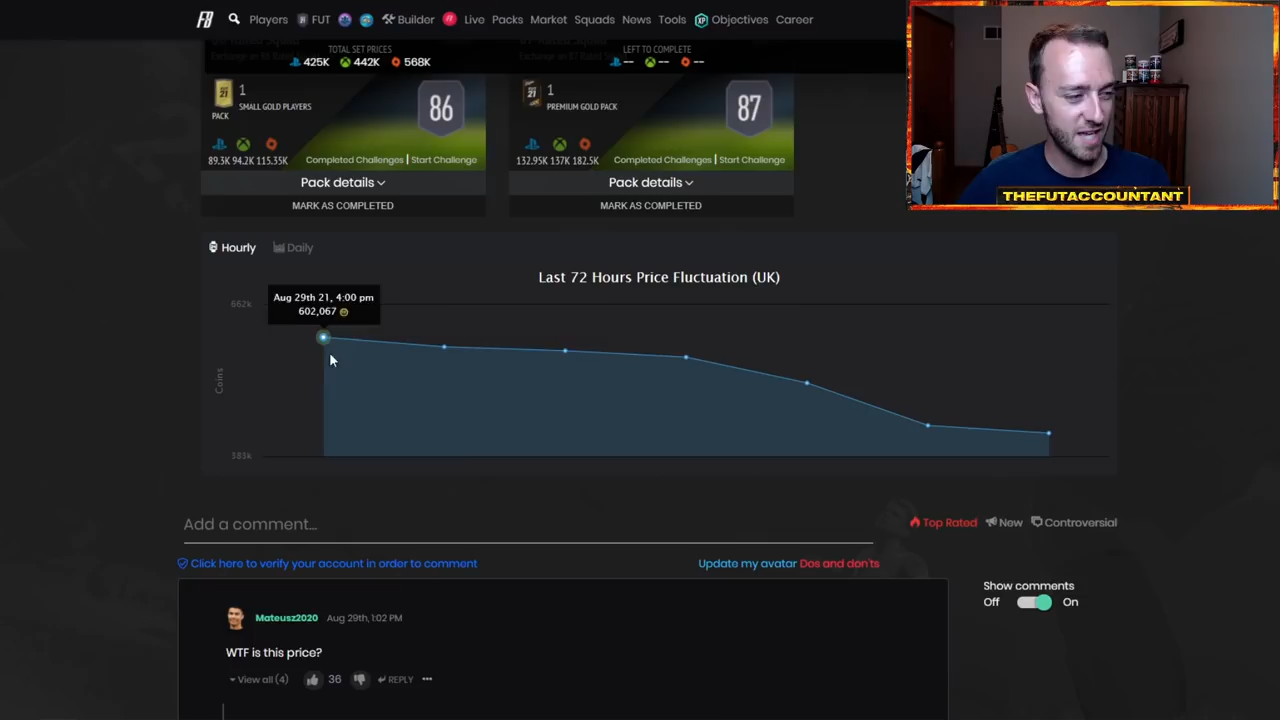 FB Players FUT Builder Live Packs Market Squads News Tools XP Objectives Career
TOTAL SET PRICES
425K 442K 568K
LEFT TO COMPLETE
-- -- --
1
SMALL GOLD PLAYERS
PACK
86
89.3K 94.2K 115.35K
Completed Challenges | Start Challenge
Pack details
MARK AS COMPLETED
1
PREMIUM GOLD PACK
87
132.95K 137K 182.5K
Completed Challenges | Start Challenge
Pack details
MARK AS COMPLETED
THEFUTACCOUNTANT
Hourly Daily
Last 72 Hours Price Fluctuation (UK)
Aug 29th 21, 4:00 pm
602,067
662k
Coins
383k
Add a comment...
Top Rated New Controversial
Click here to verify your account in order to comment
Update my avatar Dos and don'ts
Show comments
Off On
Mateusz2020 Aug 29th, 1:02 PM
WTF is this price?
View all (4) 36 REPLY •••